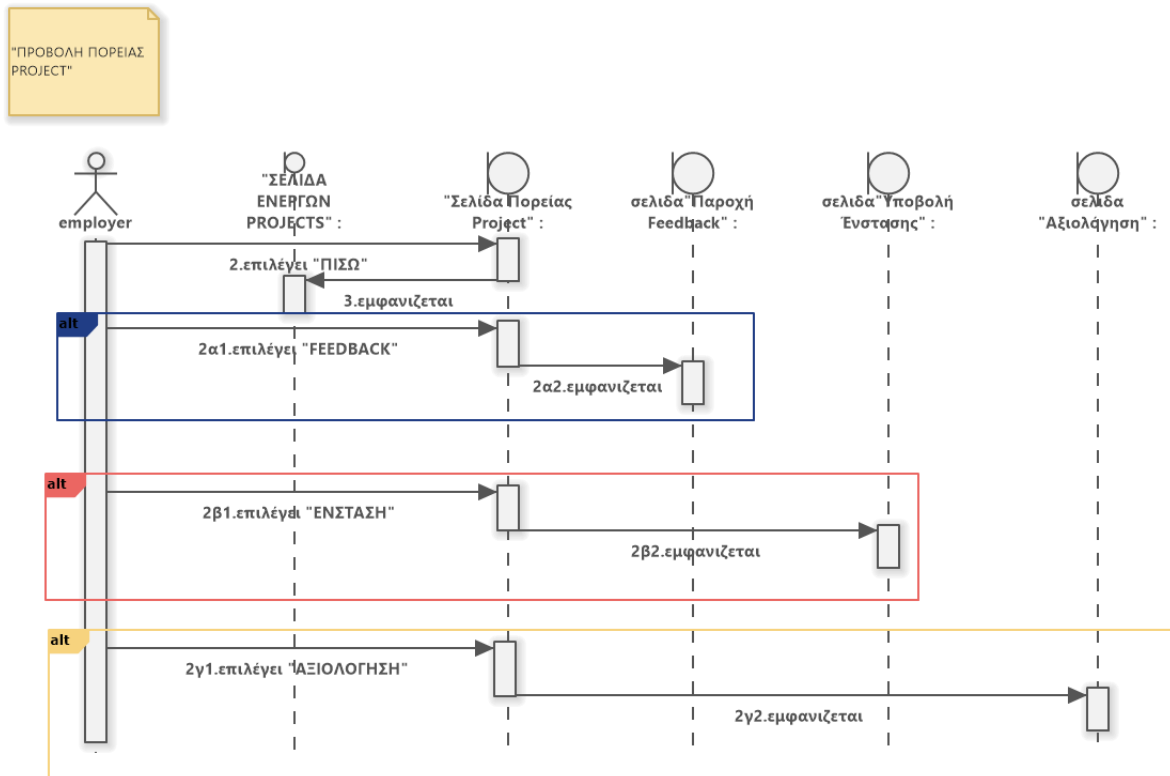 "ΠΡΟΒΟΛΗ ΠΟΡΕΙΑΣ
PROJECT"
employer
"ΣΕΛΙΔΑ
ΕΝΕΡΓΩΝ
PROJECTS" :
"Σελίδα Πορείας
Project" :
σελιδα"Παροχή
Feedback" :
σελιδα"Υποβολή
Ένστασης" :
σελιδα
"Αξιολόγηση" :
2.επιλέγει "ΠΙΣΩ"
3.εμφανιζεται
alt
2α1.επιλέγει "FEEDBACK"
2α2.εμφανιζεται
alt
2β1.επιλέγει "ΕΝΣΤΑΣΗ"
2β2.εμφανιζεται
alt
2γ1.επιλέγει "ΑΞΙΟΛΟΓΗΣΗ"
2γ2.εμφανιζεται